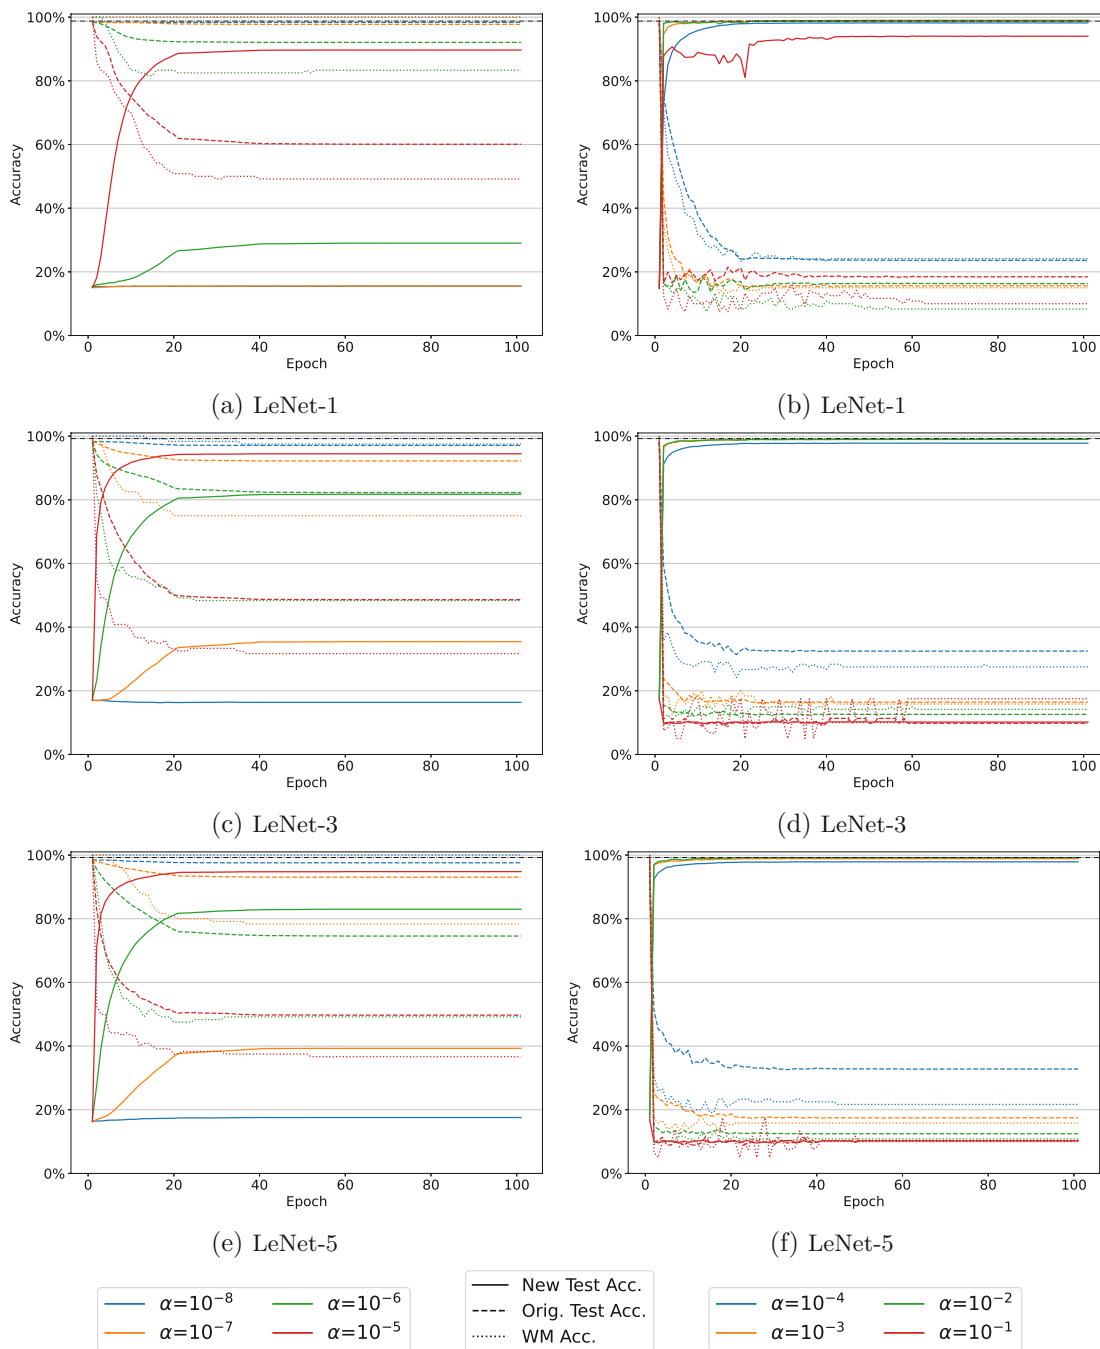 100%
80%
60%
40%
20%
0%
Accuracy
0 20 40 60 80 100
Epoch
(a) LeNet-1
100%
80%
60%
40%
20%
0%
Accuracy
0 20 40 60 80 100
Epoch
(b) LeNet-1
100%
80%
60%
40%
20%
0%
Accuracy
0 20 40 60 80 100
Epoch
(c) LeNet-3
100%
80%
60%
40%
20%
0%
Accuracy
0 20 40 60 80 100
Epoch
(d) LeNet-3
100%
80%
60%
40%
20%
0%
Accuracy
0 20 40 60 80 100
Epoch
(e) LeNet-5
100%
80%
60%
40%
20%
0%
Accuracy
0 20 40 60 80 100
Epoch
(f) LeNet-5
α=10⁻⁸ α=10⁻⁶
α=10⁻⁷ α=10⁻⁵
New Test Acc.
Orig. Test Acc.
WM Acc.
α=10⁻⁴ α=10⁻²
α=10⁻³ α=10⁻¹